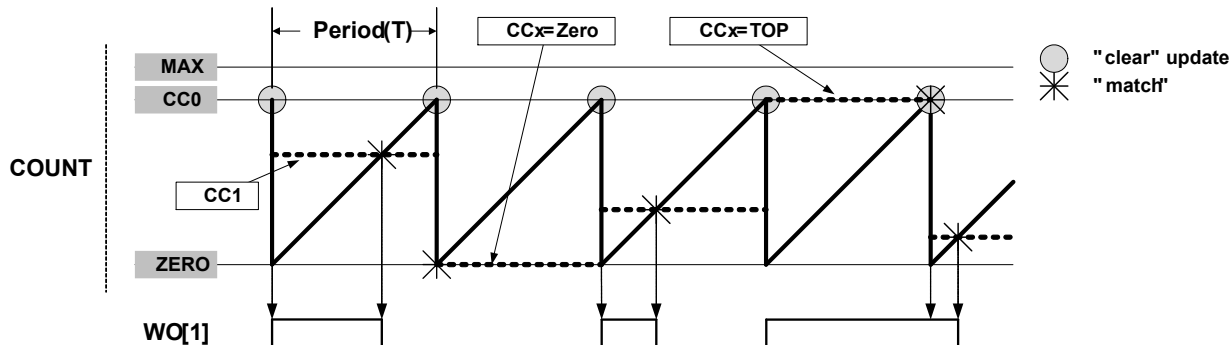 Period(T)
CCx=Zero
CCx=TOP
"clear" update
"match"
MAX
CC0
COUNT
CC1
ZERO
WO[1]